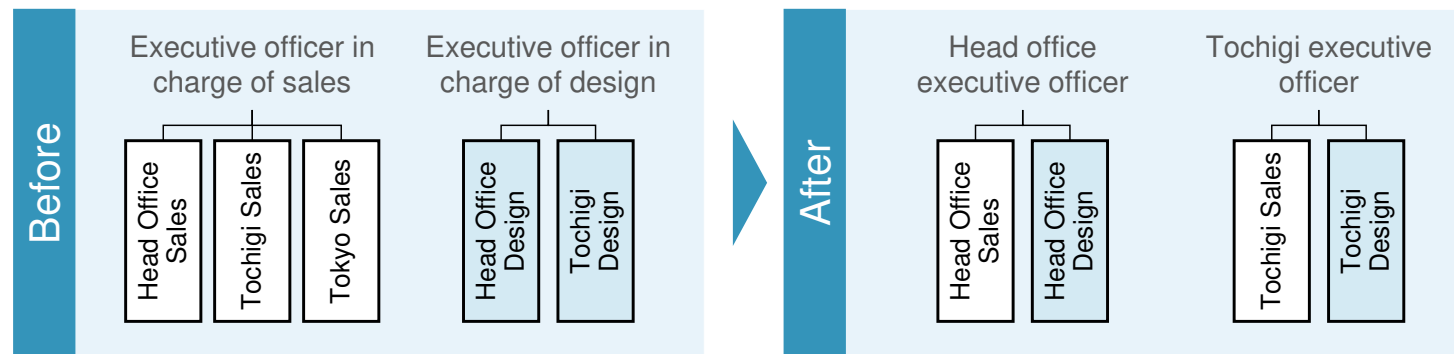 Before
Executive officer in
charge of sales
Head Office
Sales
Tochigi Sales
Tokyo Sales
Executive officer in
charge of design
Head Office
Design
Tochigi
Design
After
Head office
executive officer
Head Office
Sales
Head Office
Design
Tochigi executive
officer
Tochigi Sales
Tochigi
Design